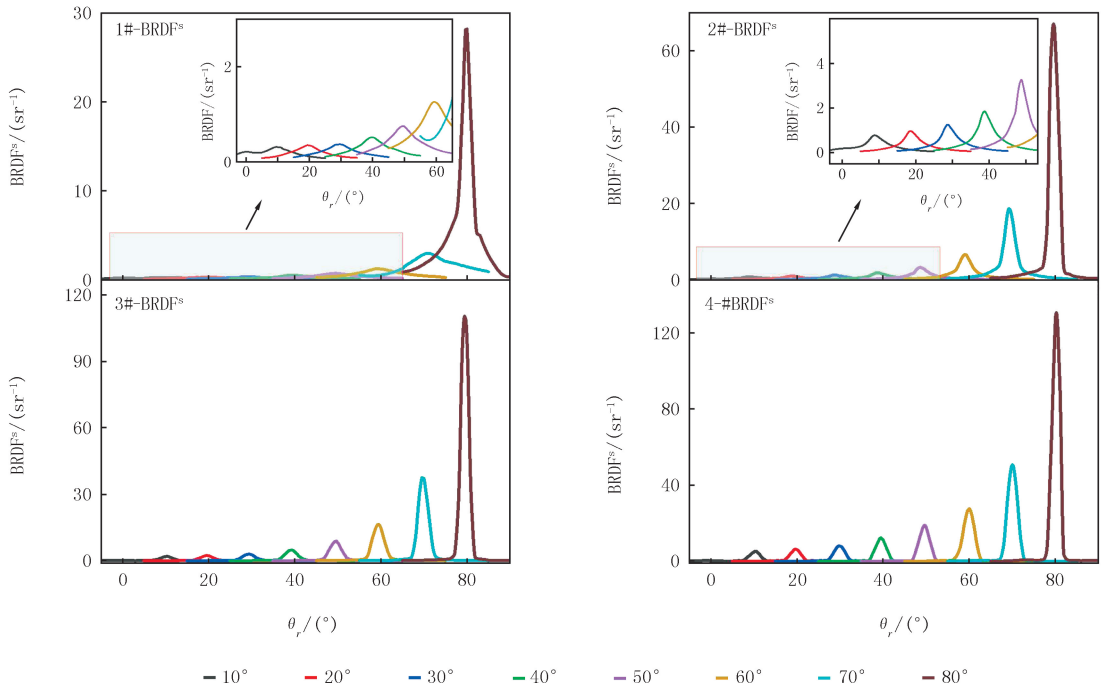 1#-BRDFˢ
BRDFˢ/(sr⁻¹)
30
20
10
0
BRDF/(sr⁻¹)
2
0
0 20 40 60
θr/(°)
2#-BRDFˢ
BRDFˢ/(sr⁻¹)
60
40
20
0
BRDF/(sr⁻¹)
4
2
0
0 20 40
θr/(°)
3#-BRDFˢ
BRDFˢ/(sr⁻¹)
120
90
60
30
0
0 20 40 60 80
θr/(°)
4-#BRDFˢ
BRDFˢ/(sr⁻¹)
120
80
40
0
0 20 40 60 80
θr/(°)
10° 20° 30° 40° 50° 60° 70° 80°